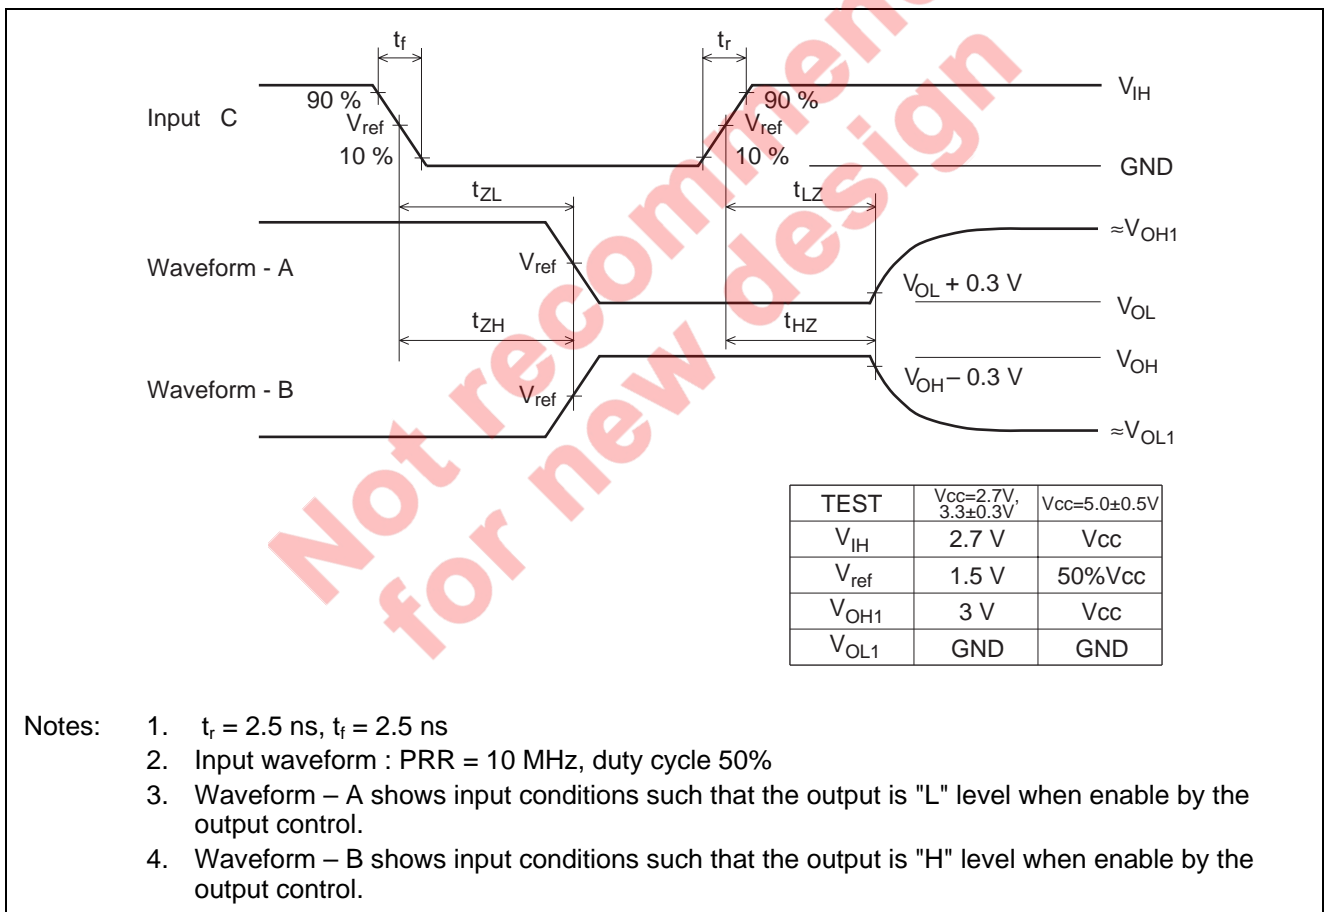 tf
tr
90 %
90 %
VIH
Input C
Vref
Vref
10 %
10 %
GND
tZL
tLZ
≈VOH1
Waveform - A
Vref
VOL + 0.3 V
VOL
tZH
tHZ
VOH
Waveform - B
Vref
VOH – 0.3 V
≈VOL1
TEST Vcc=2.7V, 3.3±0.3V Vcc=5.0±0.5V
VIH 2.7 V Vcc
Vref 1.5 V 50%Vcc
VOH1 3 V Vcc
VOL1 GND GND
Notes: 1. tr = 2.5 ns, tf = 2.5 ns
2. Input waveform : PRR = 10 MHz, duty cycle 50%
3. Waveform – A shows input conditions such that the output is "L" level when enable by the
output control.
4. Waveform – B shows input conditions such that the output is "H" level when enable by the
output control.
Not recommen
for new design